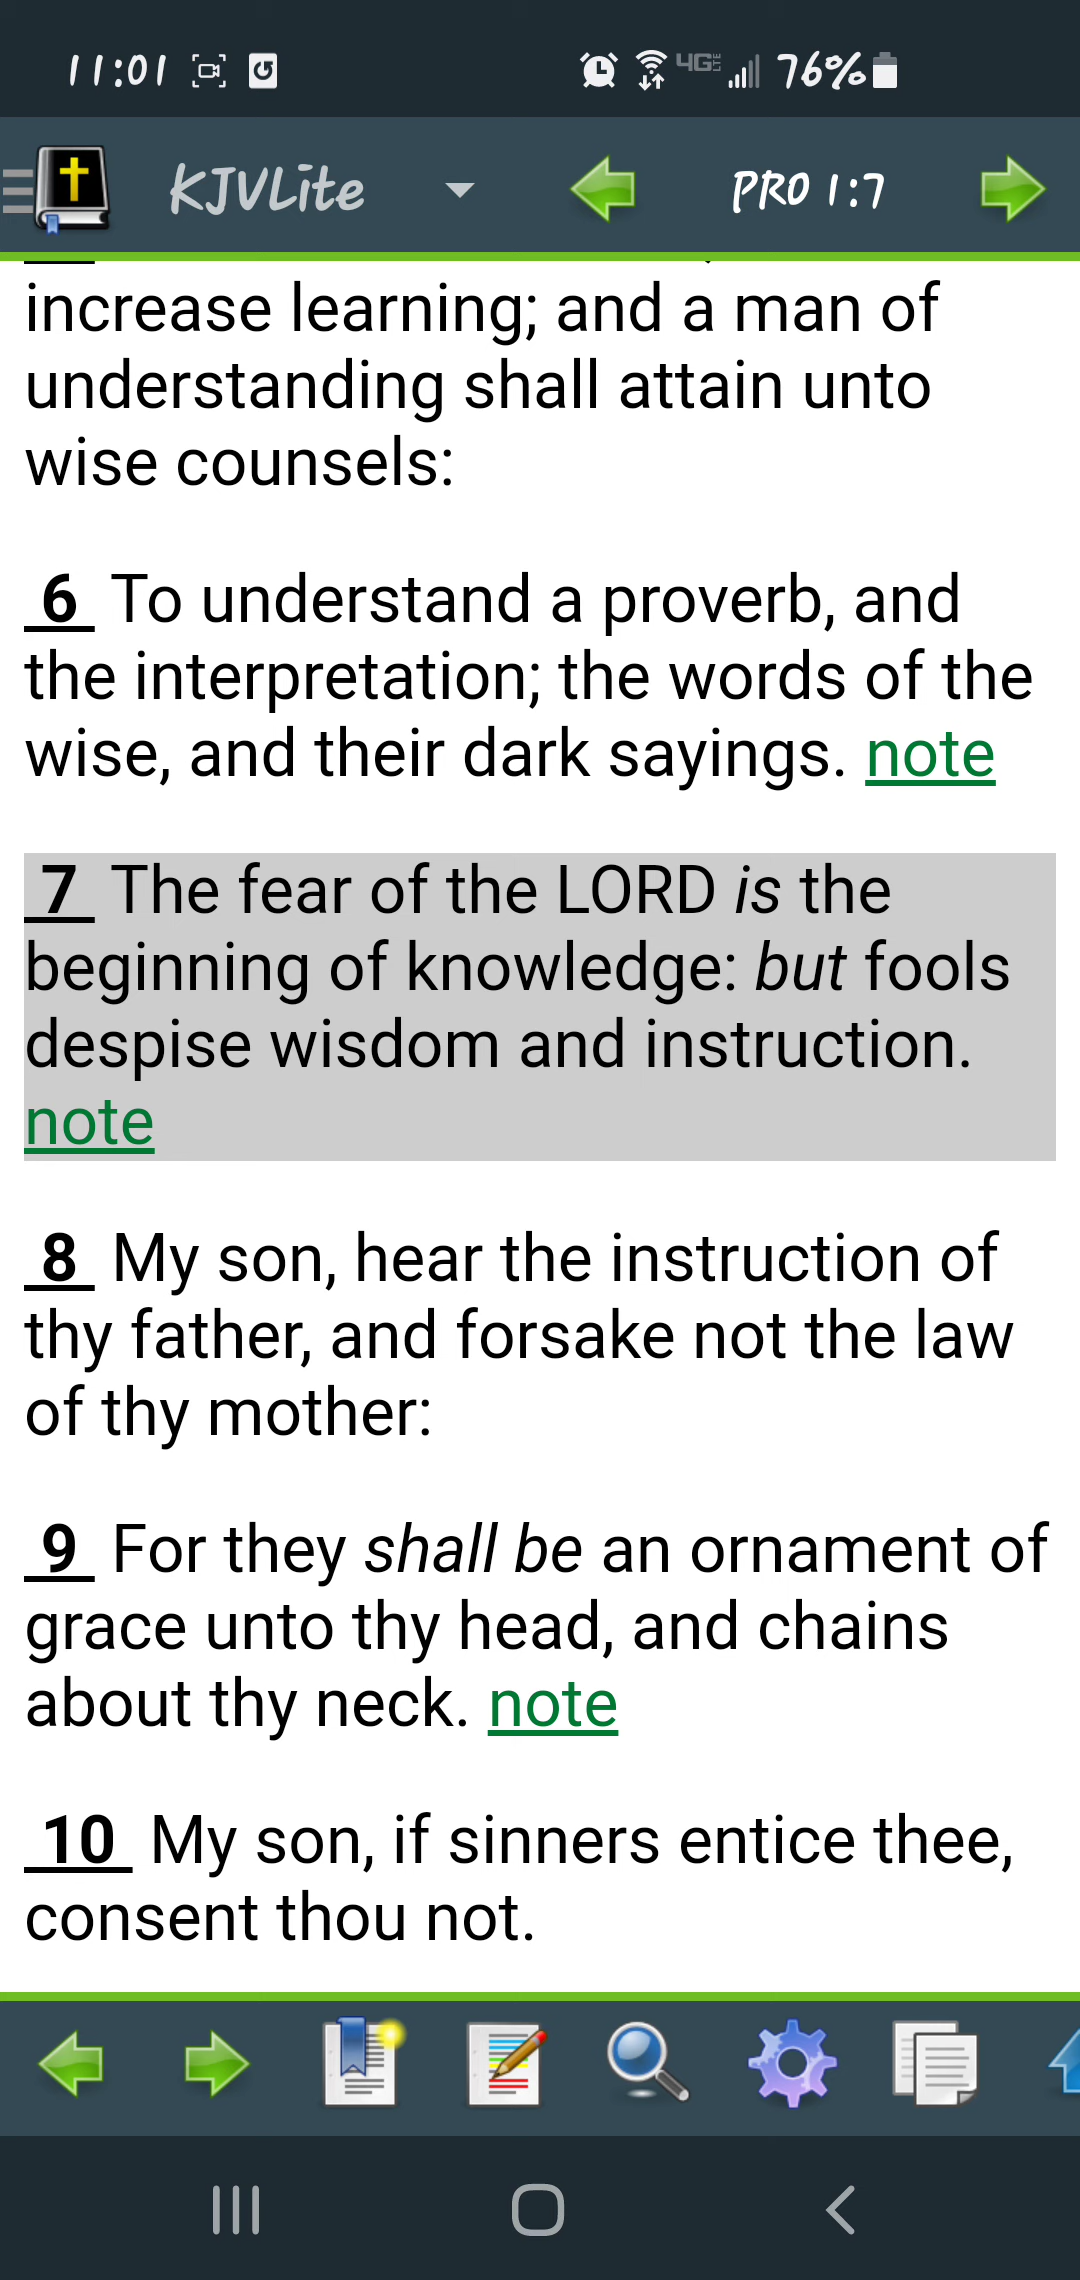 11:01 4G LTE 76%
KJVLite PRO 1:7
increase learning; and a man of
understanding shall attain unto
wise counsels:
6 To understand a proverb, and
the interpretation; the words of the
wise, and their dark sayings. note
7 The fear of the LORD is the
beginning of knowledge: but fools
despise wisdom and instruction.
note
8 My son, hear the instruction of
thy father, and forsake not the law
of thy mother:
9 For they shall be an ornament of
grace unto thy head, and chains
about thy neck. note
10 My son, if sinners entice thee,
consent thou not.